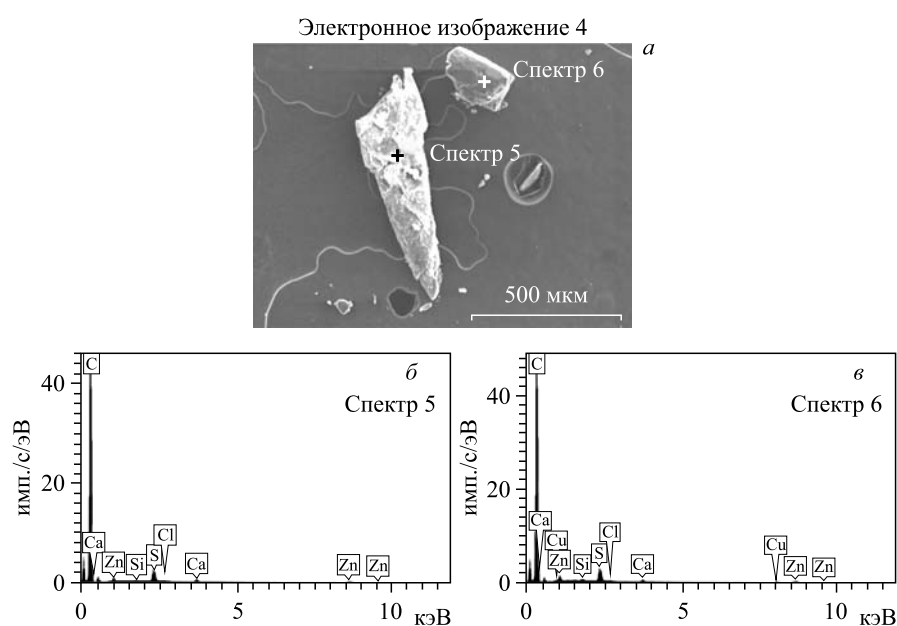 Электронное изображение 4
а
Спектр 6
Спектр 5
500 мкм
б
Спектр 5
имп./с/эВ
40
20
0
C
Ca
Zn
Si
S
Cl
Ca
Zn
Zn
0
5
10
кэВ
в
Спектр 6
имп./с/эВ
40
20
0
C
Ca
Cu
Zn
Si
S
Cl
Ca
Cu
Zn
Zn
0
5
10
кэВ